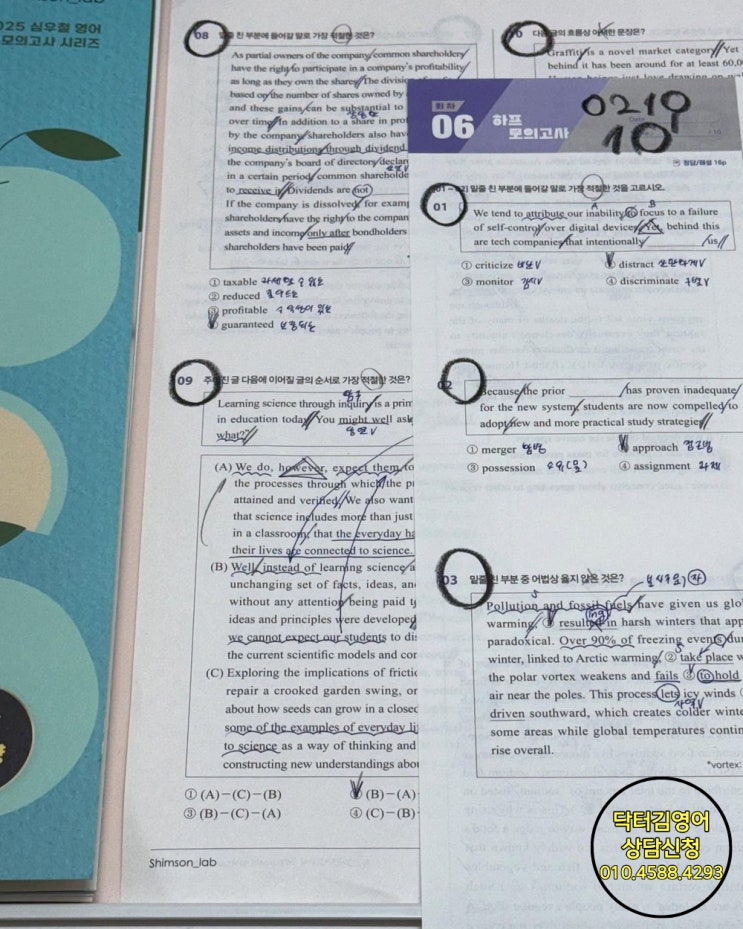 025 심우철 영어
모의고사 시리즈
08 밑줄 친 부분에 들어갈 말로 가장 적절한 것은?
As partial owners of the company, common shareholders
have the right to participate in a company's profitability
as long as they own the shares. The division
based on the number of shares owned by
and these gains can be substantial to
over time. In addition to a share in prof
by the company, shareholders also hav
income distributions through dividend
the company's board of directors declar
in a certain period, common shareholde
to receive it. Dividends are not
If the company is dissolved, for examp
shareholders have the right to the compan
assets and income only after bondholders
shareholders have been paid.
① taxable 과세할 수 있는
② reduced 줄어드는
③ profitable 수익성이 있는
④ guaranteed 보장되는
09 주어진 글 다음에 이어질 글의 순서로 가장 적절한 것은?
탐구
Learning science through inquiry is a prim
in education today. You might well ask
당연
what?
(A) We do, however, expect them to
the processes through which the pr
attained and verified. We also want
that science includes more than just
in a classroom, that the everyday ha
their lives are connected to science.
(B) Well, instead of learning science a
unchanging set of facts, ideas, an
without any attention being paid t
ideas and principles were developed
we cannot expect our students to di
the current scientific models and con
(C) Exploring the implications of frictio
repair a crooked garden swing, or
about how seeds can grow in a closed
some of the examples of everyday li
to science as a way of thinking and
constructing new understandings abou
① (A)－(C)－(B)
② (B)－(A)
③ (B)－(C)－(A)
④ (C)－(B)
Shimson_lab
10 다음 글의 흐름상 어색한 문장은?
Graffiti is a novel market category. Yet
behind it has been around for at least 60,0
회차
06 하프
모의고사
0219
10
정답/해설 16p
[01~02] 밑줄 친 부분에 들어갈 말로 가장 적절한 것을 고르시오.
01
A B
We tend to attribute our inability to focus to a failure
of self-control over digital devices. Yet, behind this
are tech companies that intentionally us.
① criticize 비난V
② distract 산만하게V
③ monitor 감시V
④ discriminate 구별V
02
Because the prior has proven inadequate
for the new system, students are now compelled to
adopt new and more practical study strategies.
① merger 합병
② approach 접근법
③ possession 소유(물)
④ assignment 과제
03 밑줄 친 부분 중 어법상 옳지 않은 것은?
Pollution and fossil fuels have given us glo
ing
warming, ① resulted in harsh winters that app
paradoxical. Over 90% of freezing events dur
winter, linked to Arctic warming, ② take place w
the polar vortex weakens and fails ③ to hold
air near the poles. This process lets icy winds
사역V
driven southward, which creates colder winte
some areas while global temperatures contin
rise overall.
*vortex:
닥터김영어
상담신청
010.4588.4293